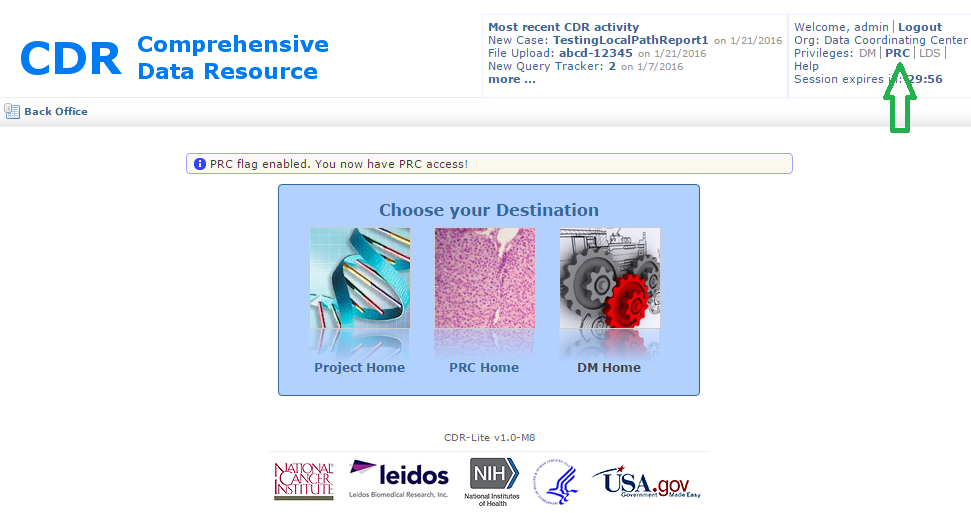 CDR Comprehensive
Data Resource
Most recent CDR activity
New Case: TestingLocalPathReport1 on 1/21/2016
File Upload: abcd-12345 on 1/21/2016
New Query Tracker: 2 on 1/7/2016
more ...
Welcome, admin | Logout
Org: Data Coordinating Center
Privileges: DM | PRC | LDS |
Help
Session expires in: 29:56
Back Office
PRC flag enabled. You now have PRC access!
Choose your Destination
Project Home
PRC Home
DM Home
CDR-Lite v1.0-M8
NATIONAL
CANCER
INSTITUTE
leidos
Leidos Biomedical Research, Inc.
NIH
National Institutes
of Health
USA.gov
Government Made Easy